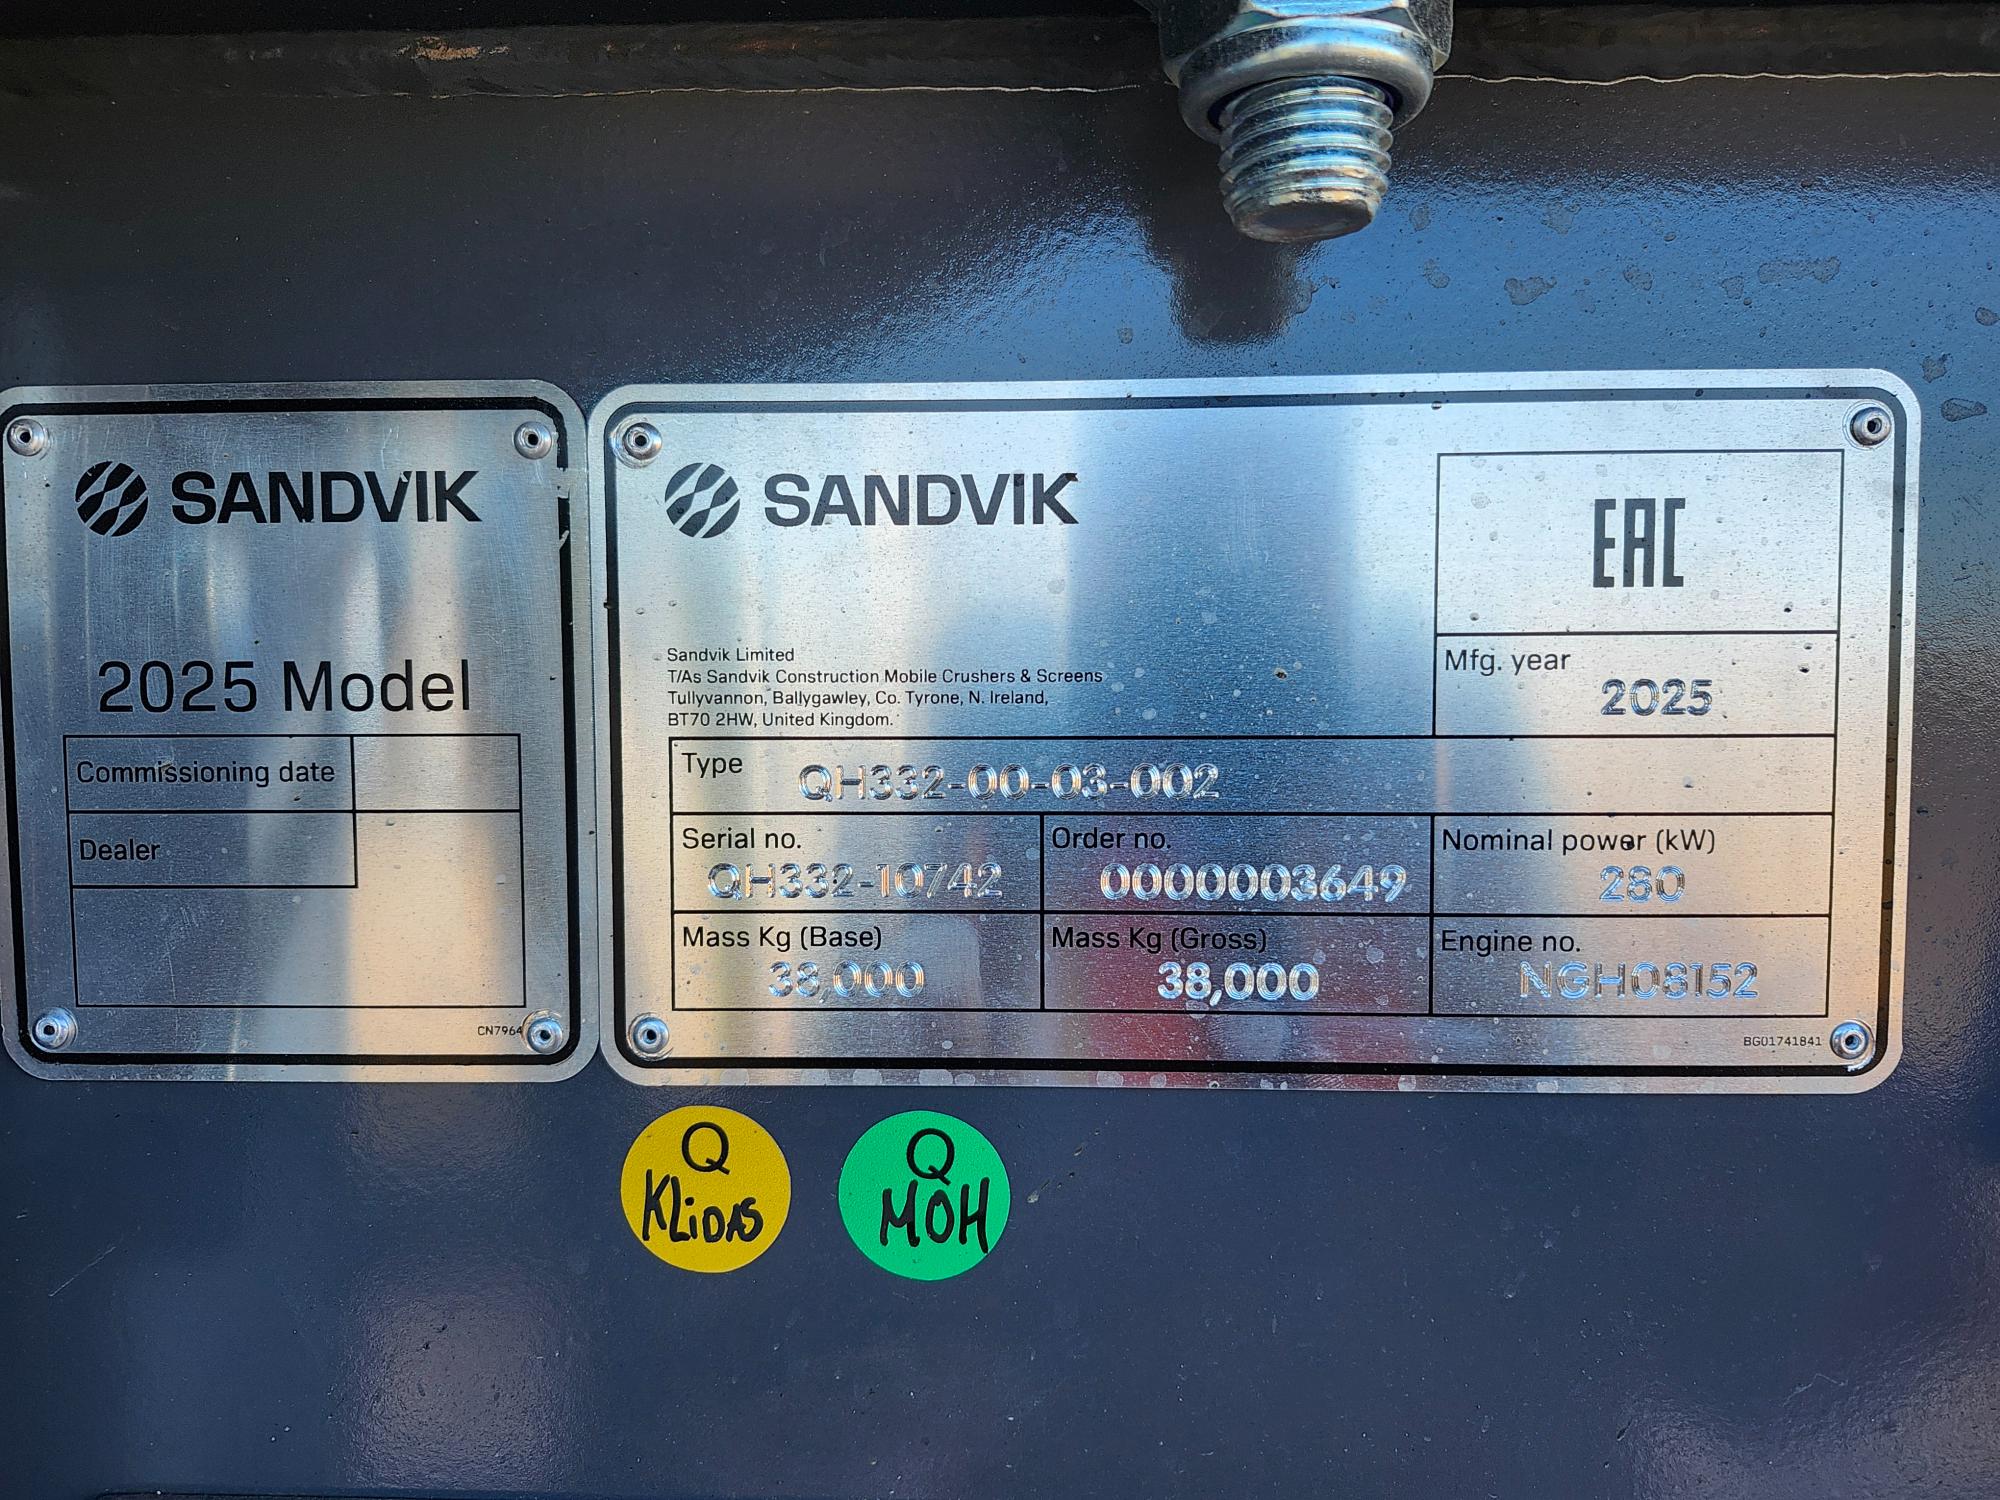 SANDVIK
2025 Model
Commissioning date
Dealer
CN7964
SANDVIK
EAC
Sandvik Limited
T/As Sandvik Construction Mobile Crushers & Screens
Tullyvannon, Ballygawley, Co. Tyrone, N. Ireland,
BT70 2HW, United Kingdom.
Mfg. year
2025
Type QH332-00-03-002
Serial no.
QH332-10742
Order no.
0000003649
Nominal power (kW)
280
Mass Kg (Base)
38,000
Mass Kg (Gross)
38,000
Engine no.
NGH08152
BG01741841
Q
KLiDAS
Q
MOH